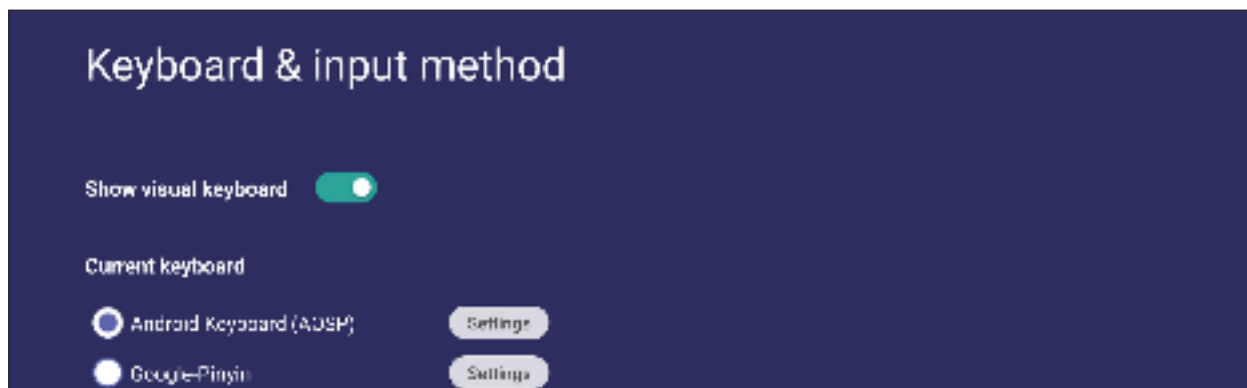 Keyboard & input method
Show visual keyboard
Current keyboard
Android Keyboard (AOSP) Settings
Google-Pinyin Settings